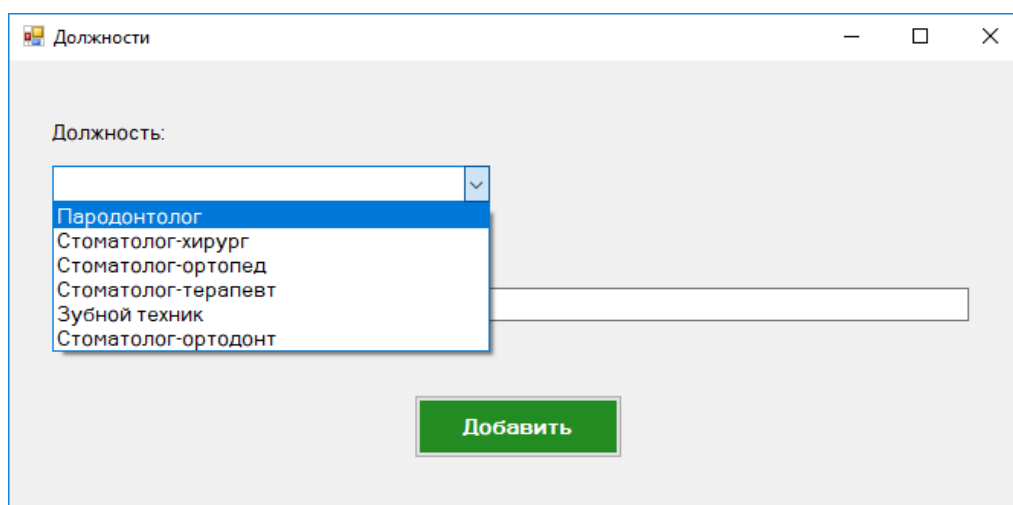 Должности
Должность:
Пародонтолог
Стоматолог-хирург
Стоматолог-ортопед
Стоматолог-терапевт
Зубной техник
Стоматолог-ортодонт
Добавить